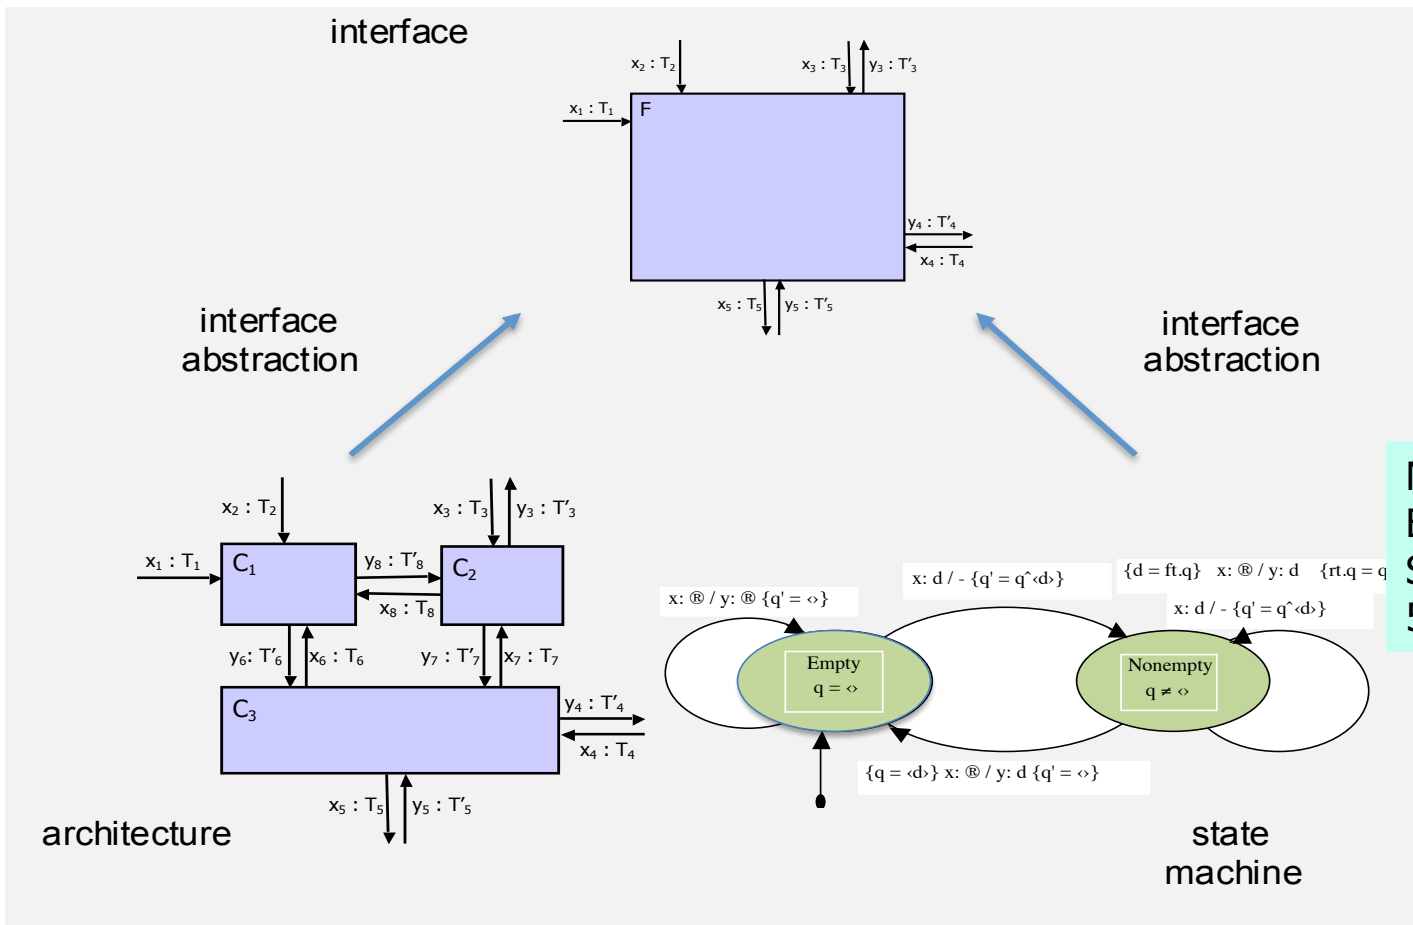 interface
x₂ : T₂
x₃ : T₃
y₃ : T'₃
x₁ : T₁
F
y₄ : T'₄
x₄ : T₄
x₅ : T₅
y₅ : T'₅
interface
abstraction
interface
abstraction
x₂ : T₂
x₃ : T₃
y₃ : T'₃
x₁ : T₁
C₁
y₈ : T'₈
C₂
x₈ : T₈
y₆: T'₆
x₆ : T₆
y₇ : T'₇
x₇ : T₇
C₃
y₄ : T'₄
x₄ : T₄
x₅ : T₅
y₅ : T'₅
architecture
x: d / - {q' = qˆ‹d›}
{d = ft.q} x: ® / y: d {rt.q = q
x: ® / y: ® {q' = ‹›}
x: d / - {q' = qˆ‹d›}
Empty
q = ‹›
Nonempty
q ≠ ‹›
{q = ‹d›} x: ® / y: d {q' = ‹›}
state
machine